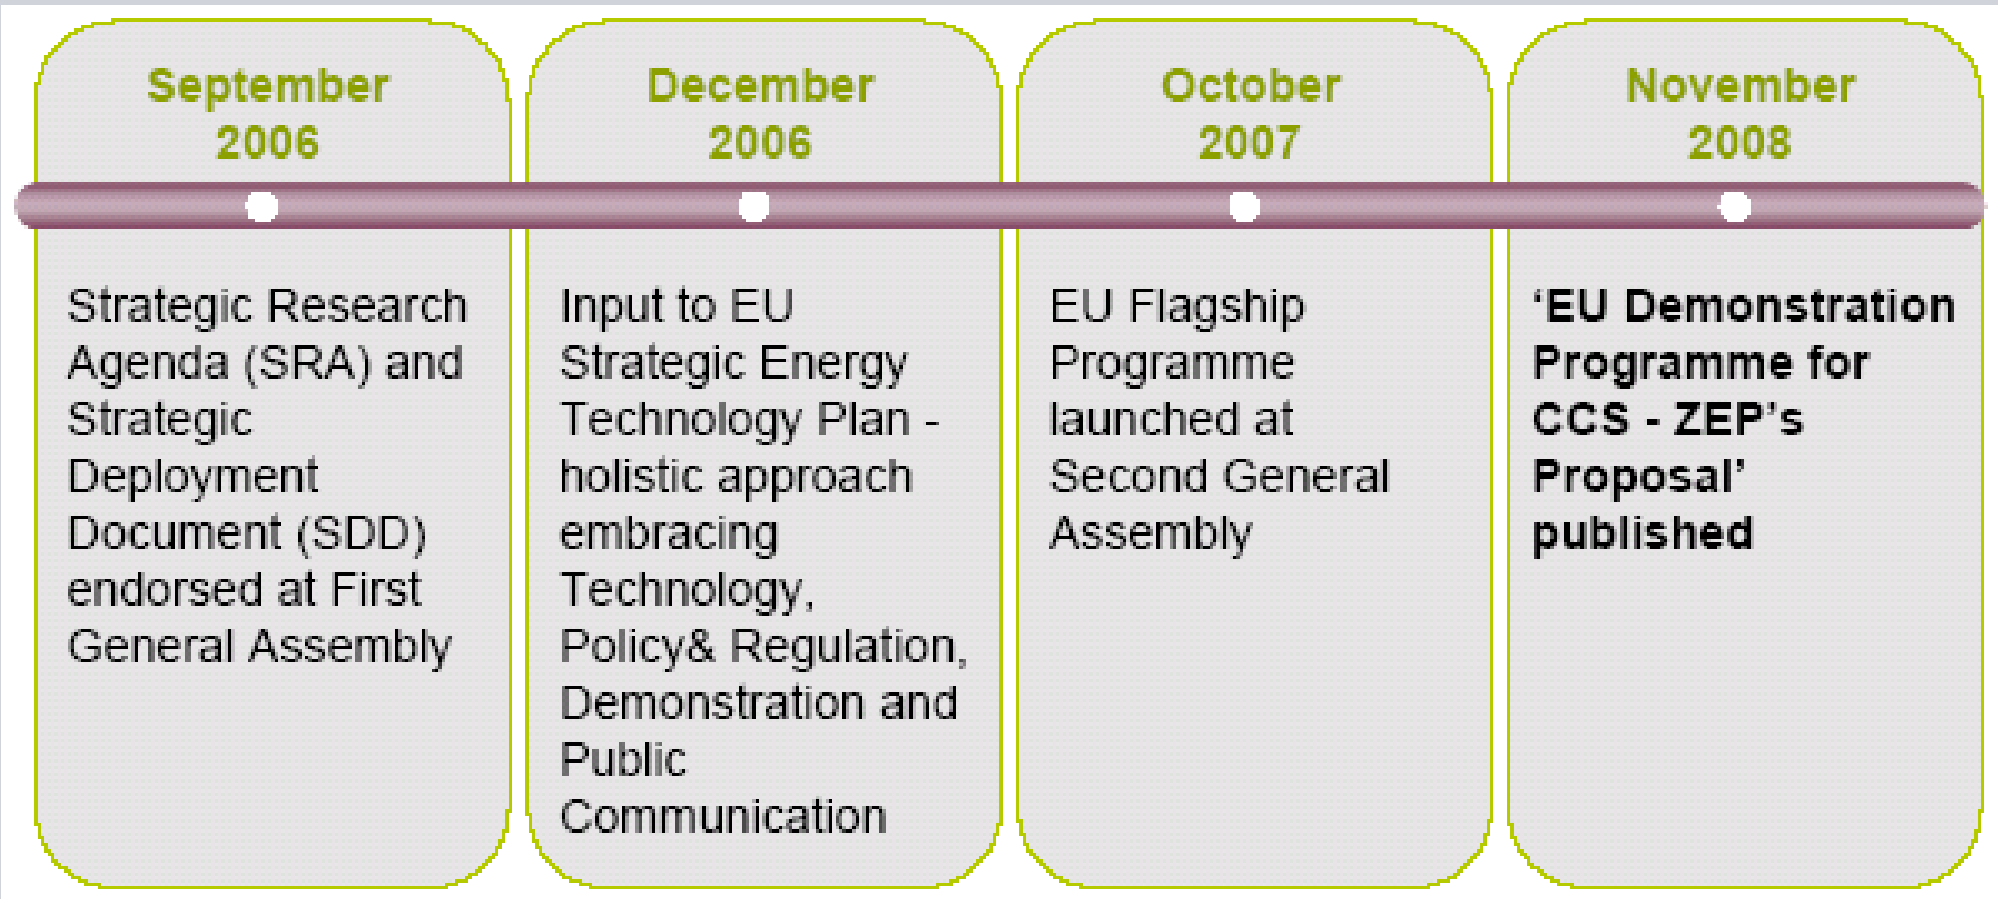 September
2006
Strategic Research
Agenda (SRA) and
Strategic
Deployment
Document (SDD)
endorsed at First
General Assembly
December
2006
Input to EU
Strategic Energy
Technology Plan -
holistic approach
embracing
Technology,
Policy& Regulation,
Demonstration and
Public
Communication
October
2007
EU Flagship
Programme
launched at
Second General
Assembly
November
2008
‘EU Demonstration
Programme for
CCS - ZEP’s
Proposal’
published